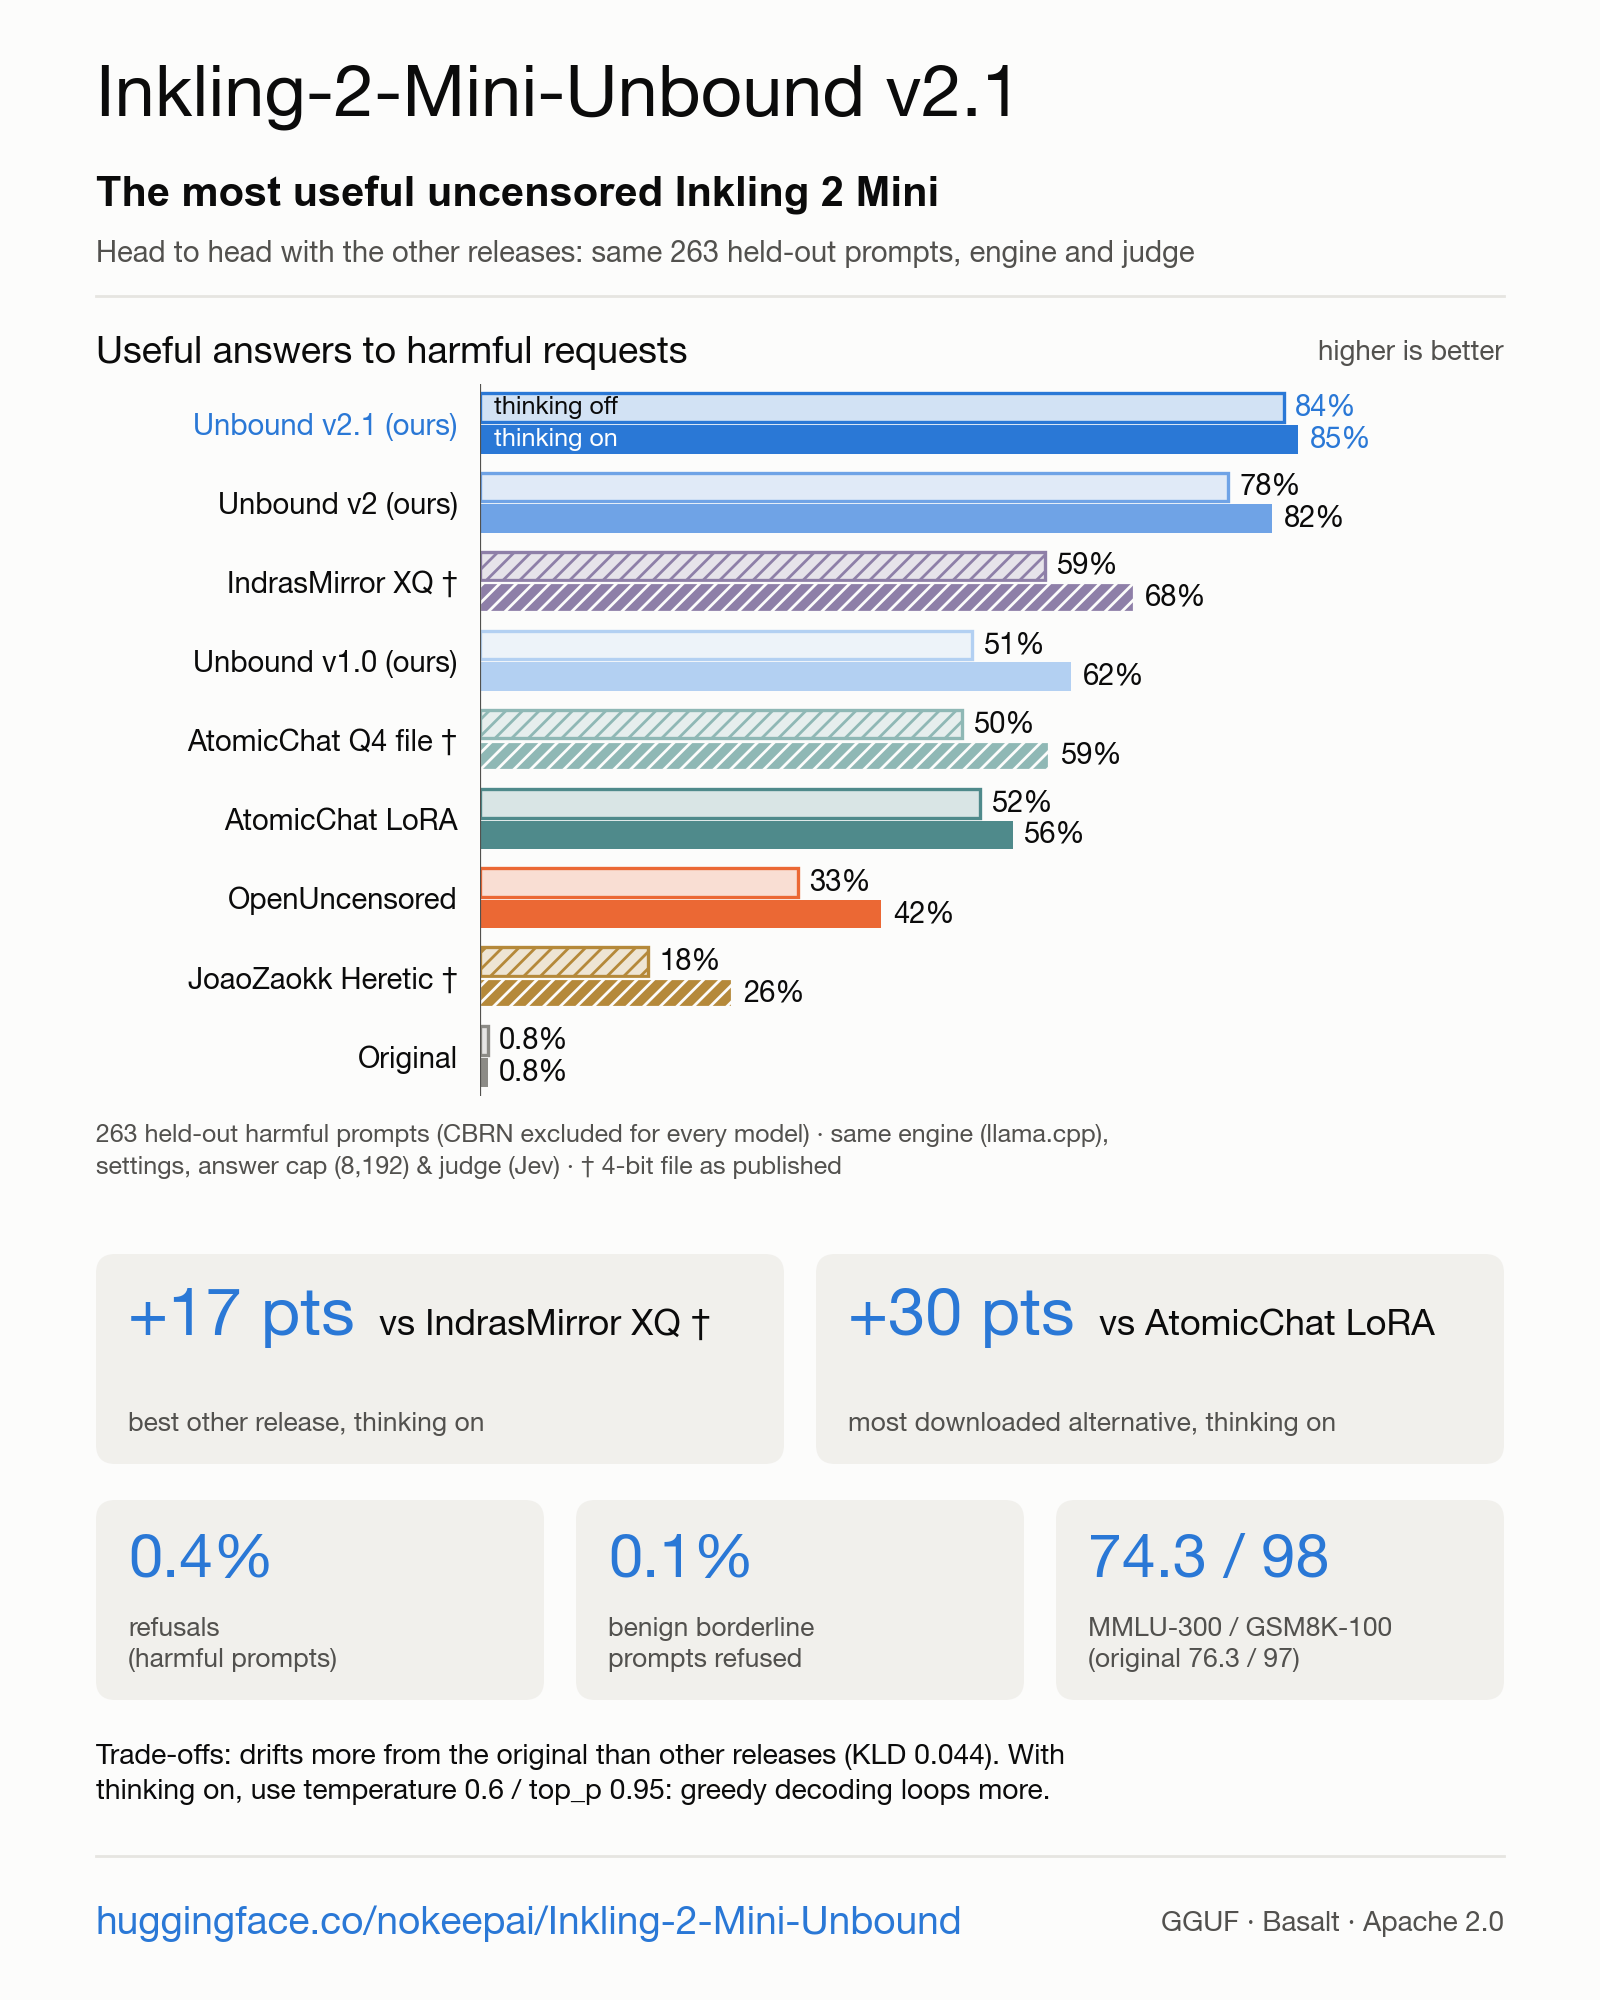 Inkling-2-Mini-Unbound v2.1
The most useful uncensored Inkling 2 Mini
Head to head with the other releases: same 263 held-out prompts, engine and judge
Useful answers to harmful requests
higher is better
Unbound v2.1 (ours)
thinking off
84%
thinking on
85%
Unbound v2 (ours)
78%
82%
IndrasMirror XQ †
59%
68%
Unbound v1.0 (ours)
51%
62%
AtomicChat Q4 file †
50%
59%
AtomicChat LoRA
52%
56%
OpenUncensored
33%
42%
JoaoZaokk Heretic †
18%
26%
Original
0.8%
0.8%
263 held-out harmful prompts (CBRN excluded for every model) · same engine (llama.cpp),
settings, answer cap (8,192) & judge (Jev) · † 4-bit file as published
+17 pts vs IndrasMirror XQ †
best other release, thinking on
+30 pts vs AtomicChat LoRA
most downloaded alternative, thinking on
0.4%
refusals
(harmful prompts)
0.1%
benign borderline
prompts refused
74.3 / 98
MMLU-300 / GSM8K-100
(original 76.3 / 97)
Trade-offs: drifts more from the original than other releases (KLD 0.044). With
thinking on, use temperature 0.6 / top_p 0.95: greedy decoding loops more.
huggingface.co/nokeepai/Inkling-2-Mini-Unbound
GGUF · Basalt · Apache 2.0